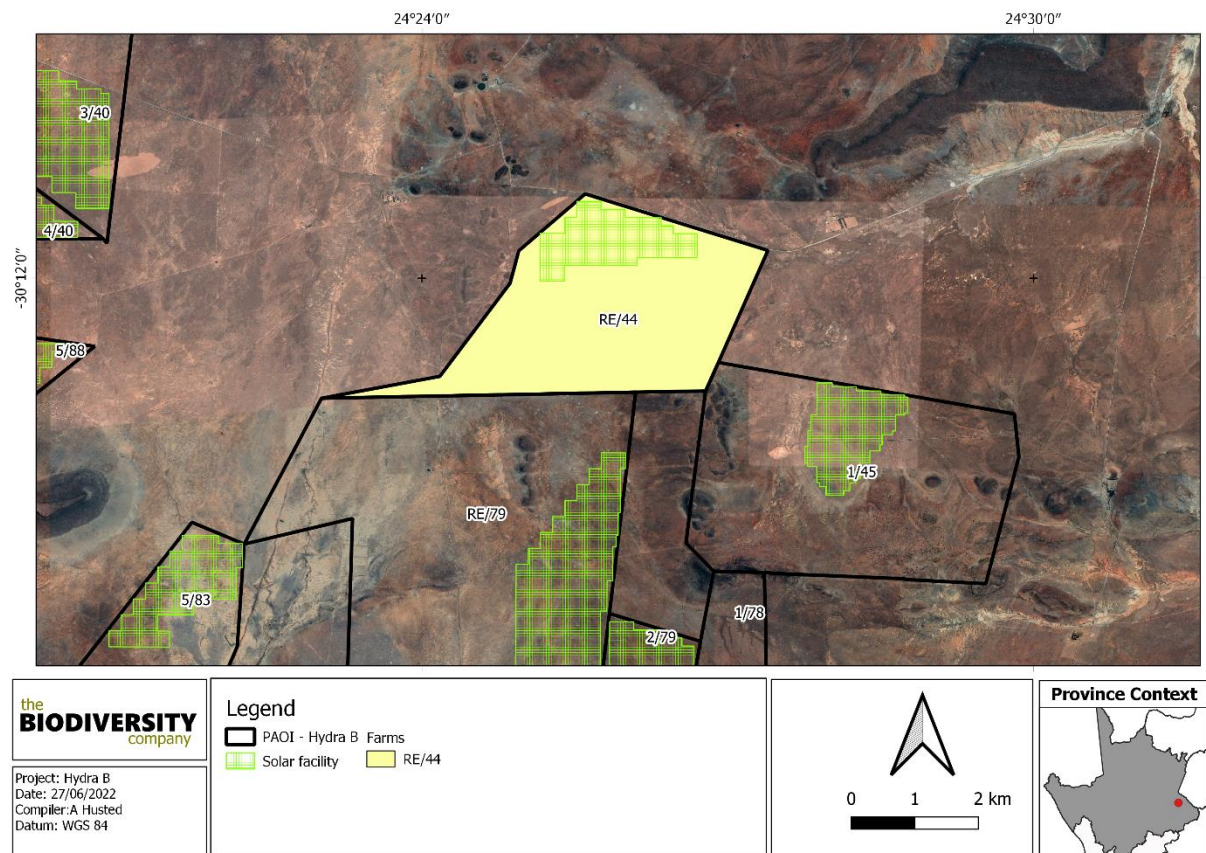 24°24'0"
24°30'0"
-30°12'0"
3/40
4/40
RE/44
5/88
1/45
RE/79
5/83
1/78
2/79
the
BIODIVERSITY
company
Project: Hydra B
Date: 27/06/2022
Compiler:A Husted
Datum: WGS 84
Legend
PAOI - Hydra B
Solar facility
Farms
RE/44
0 1 2 km
Province Context